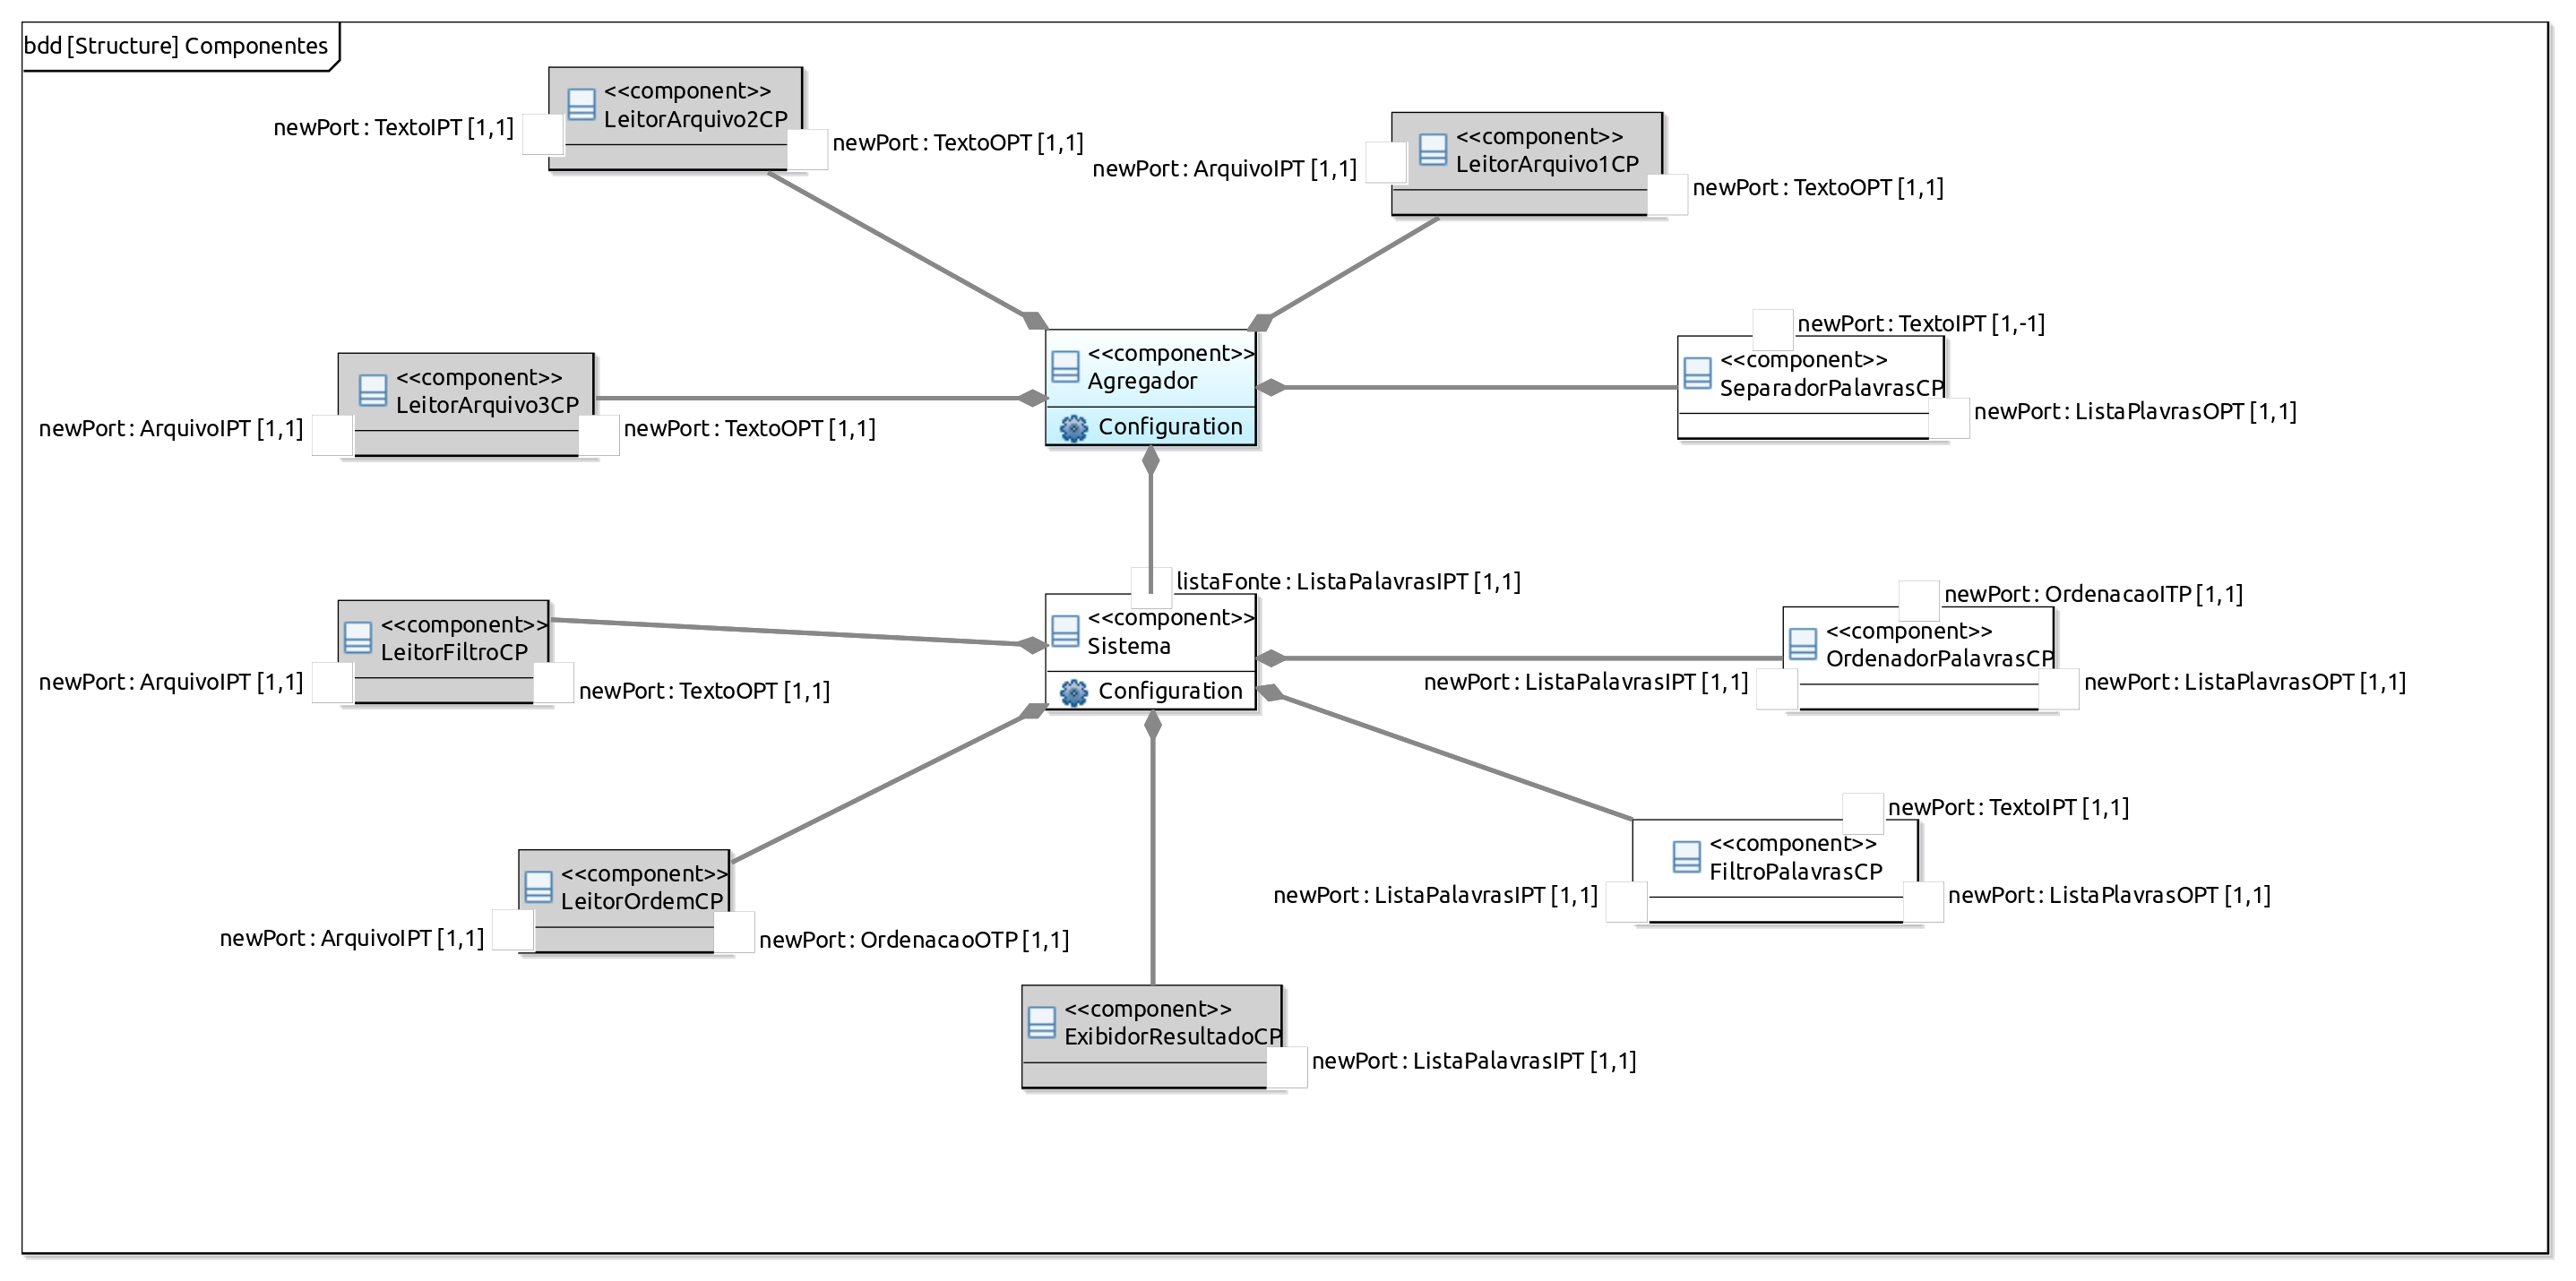 bdd [Structure] Componentes
<<component>>
LeitorArquivo2CP
newPort : TextoIPT [1,1]
newPort : TextoOPT [1,1]
<<component>>
LeitorArquivo1CP
newPort : ArquivoIPT [1,1]
newPort : TextoOPT [1,1]
newPort : TextoIPT [1,-1]
<<component>>
SeparadorPalavrasCP
newPort : ListaPlavrasOPT [1,1]
<<component>>
Agregador
Configuration
<<component>>
LeitorArquivo3CP
newPort : ArquivoIPT [1,1]
newPort : TextoOPT [1,1]
listaFonte : ListaPalavrasIPT [1,1]
<<component>>
Sistema
Configuration
<<component>>
LeitorFiltroCP
newPort : ArquivoIPT [1,1]
newPort : TextoOPT [1,1]
newPort : OrdenacaoITP [1,1]
<<component>>
OrdenadorPalavrasCP
newPort : ListaPalavrasIPT [1,1]
newPort : ListaPlavrasOPT [1,1]
newPort : TextoIPT [1,1]
<<component>>
FiltroPalavrasCP
newPort : ListaPalavrasIPT [1,1]
newPort : ListaPlavrasOPT [1,1]
<<component>>
LeitorOrdemCP
newPort : ArquivoIPT [1,1]
newPort : OrdenacaoOTP [1,1]
<<component>>
ExibidorResultadoCP
newPort : ListaPalavrasIPT [1,1]